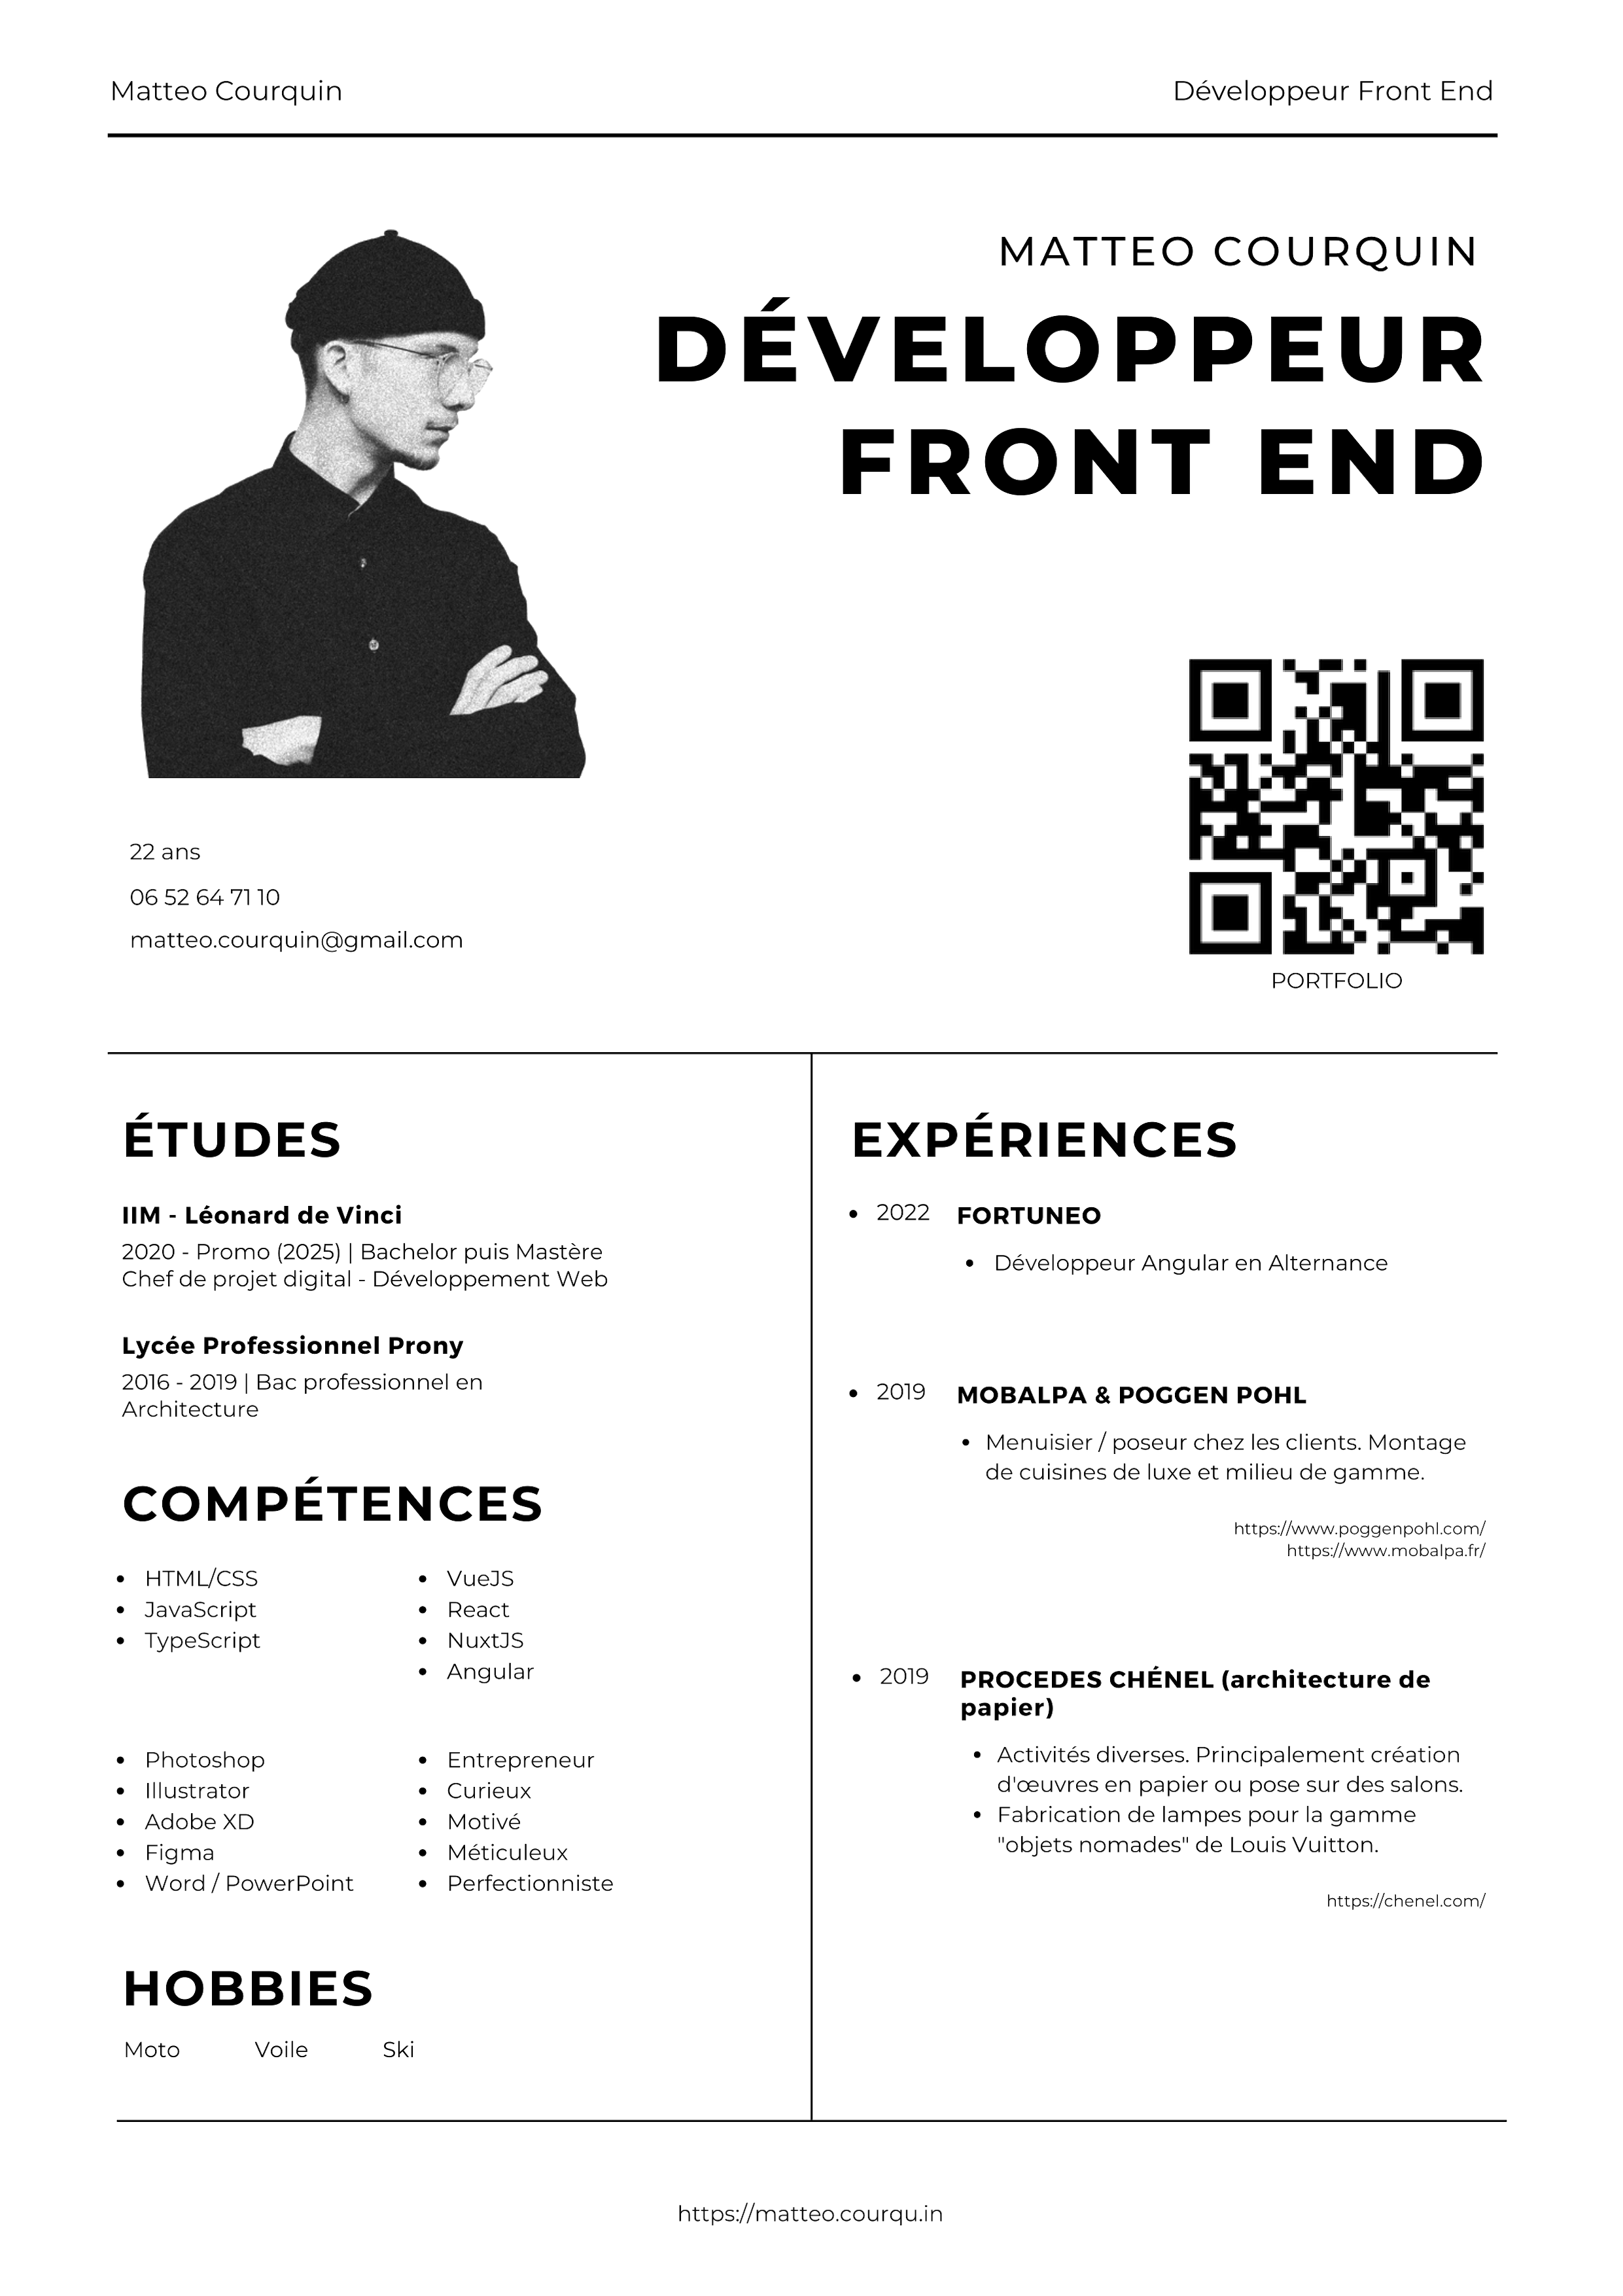 Matteo Courquin
Développeur Front End
MATTEO COURQUIN
DÉVELOPPEUR
FRONT END
22 ans
06 52 64 71 10
matteo.courquin@gmail.com
PORTFOLIO
ÉTUDES
IIM - Léonard de Vinci
2020 - Promo (2025) | Bachelor puis Mastère
Chef de projet digital - Développement Web
Lycée Professionnel Prony
2016 - 2019 | Bac professionnel en
Architecture
COMPÉTENCES
• HTML/CSS
• JavaScript
• TypeScript
• VueJS
• React
• NuxtJS
• Angular
• Photoshop
• Illustrator
• Adobe XD
• Figma
• Word / PowerPoint
• Entrepreneur
• Curieux
• Motivé
• Méticuleux
• Perfectionniste
HOBBIES
Moto Voile Ski
EXPÉRIENCES
• 2022 FORTUNEO
• Développeur Angular en Alternance
• 2019 MOBALPA & POGGEN POHL
• Menuisier / poseur chez les clients. Montage
de cuisines de luxe et milieu de gamme.
https://www.poggenpohl.com/
https://www.mobalpa.fr/
• 2019 PROCEDES CHÉNEL (architecture de
papier)
• Activités diverses. Principalement création
d'œuvres en papier ou pose sur des salons.
• Fabrication de lampes pour la gamme
"objets nomades" de Louis Vuitton.
https://chenel.com/
https://matteo.courqu.in